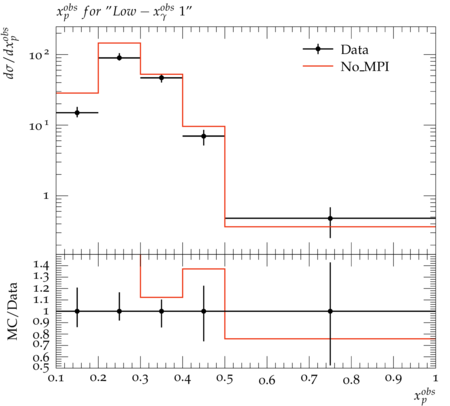 x_p^{obs} for "Low − x_γ^{obs} 1"
dσ/dx_p^{obs}
10^2
10^1
1
Data
No_MPI
MC/Data
1.4
1.3
1.2
1.1
1
0.9
0.8
0.7
0.6
0.5
0.1 0.2 0.3 0.4 0.5 0.6 0.7 0.8 0.9 1
x_p^{obs}